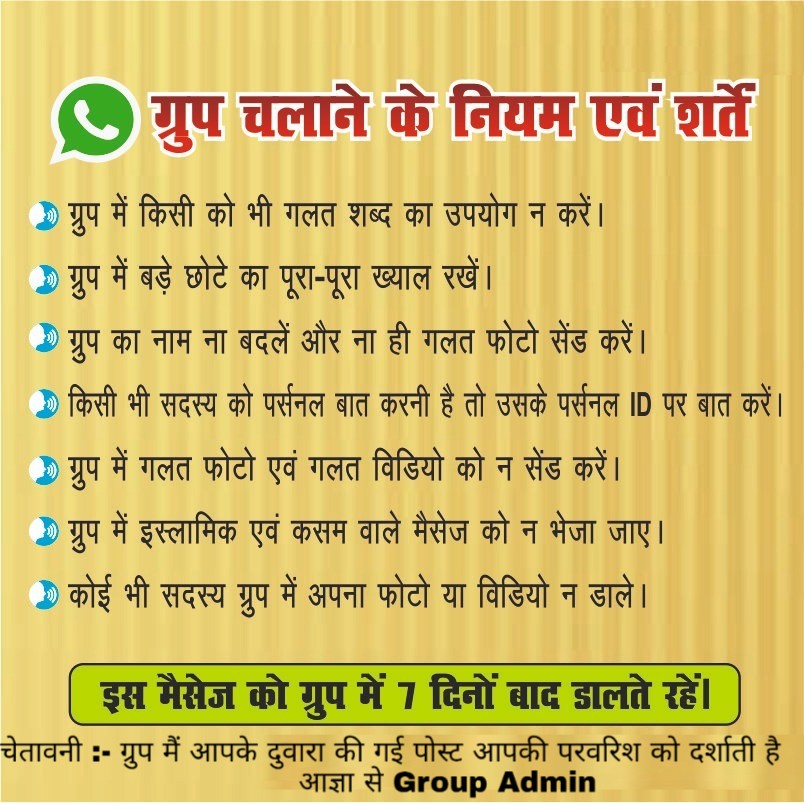 ग्रुप चलाने के नियम एवं शर्ते
ग्रुप में किसी को भी गलत शब्द का उपयोग न करें।
ग्रुप में बड़े छोटे का पूरा-पूरा ख्याल रखें।
ग्रुप का नाम ना बदलें और ना ही गलत फोटो सेंड करें।
किसी भी सदस्य को पर्सनल बात करनी है तो उसके पर्सनल ID पर बात करें।
ग्रुप में गलत फोटो एवं गलत विडियो को न सेंड करें।
ग्रुप में इस्लामिक एवं कसम वाले मैसेज को न भेजा जाए।
कोई भी सदस्य ग्रुप में अपना फोटो या विडियो न डाले।
इस मैसेज को ग्रुप में 7 दिनों बाद डालते रहें।
चेतावनी :- ग्रुप मैं आपके दुवारा की गई पोस्ट आपकी परवरिश को दर्शाती है
आज्ञा से Group Admin